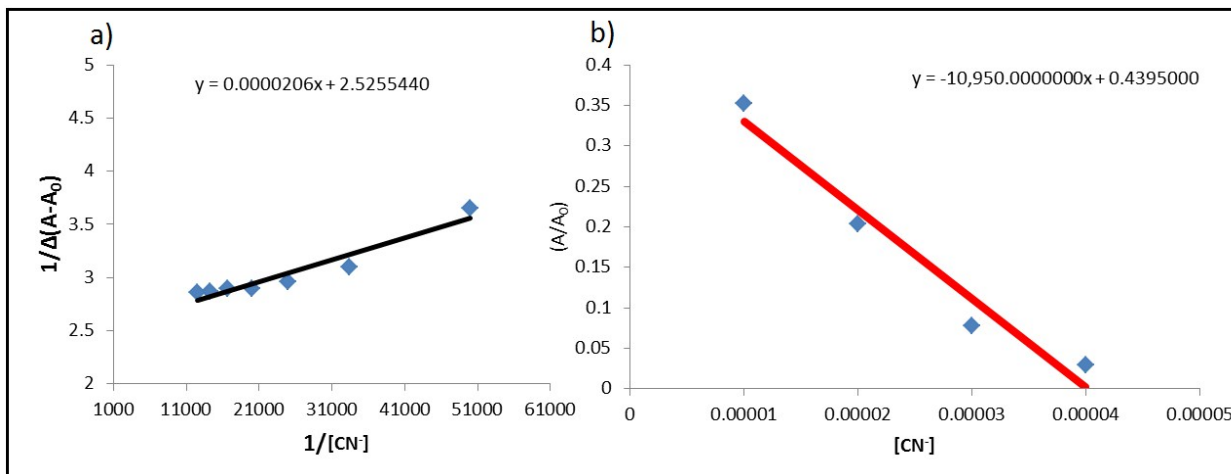 a)
y = 0.0000206x + 2.5255440
5
4.5
4
3.5
3
2.5
2
1000 11000 21000 31000 41000 51000 61000
1/Δ(A-A₀)
1/[CN⁻]
b)
y = -10,950.0000000x + 0.4395000
0.4
0.35
0.3
0.25
0.2
0.15
0.1
0.05
0
0 0.00001 0.00002 0.00003 0.00004 0.00005
(A/A₀)
[CN⁻]